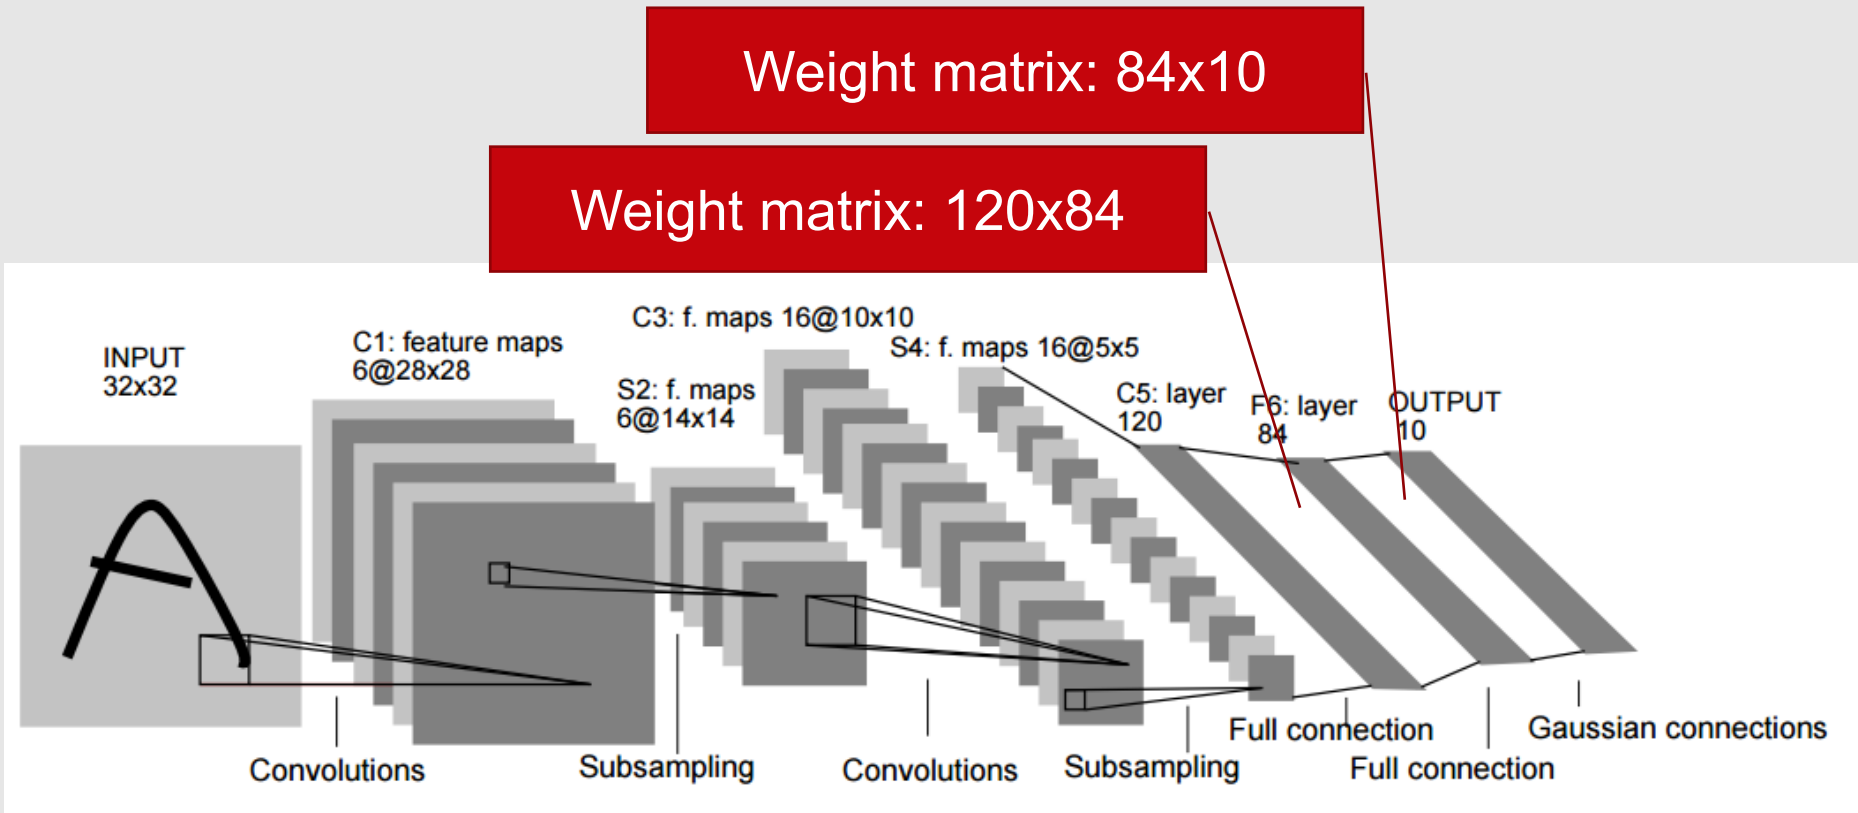 Weight matrix: 84x10
Weight matrix: 120x84
C3: f. maps 16@10x10
INPUT
32x32
C1: feature maps
6@28x28
S4: f. maps 16@5x5
S2: f. maps
6@14x14
C5: layer
120
F6: layer
84
OUTPUT
10
Convolutions
Subsampling
Convolutions
Subsampling
Full connection
Full connection
Gaussian connections